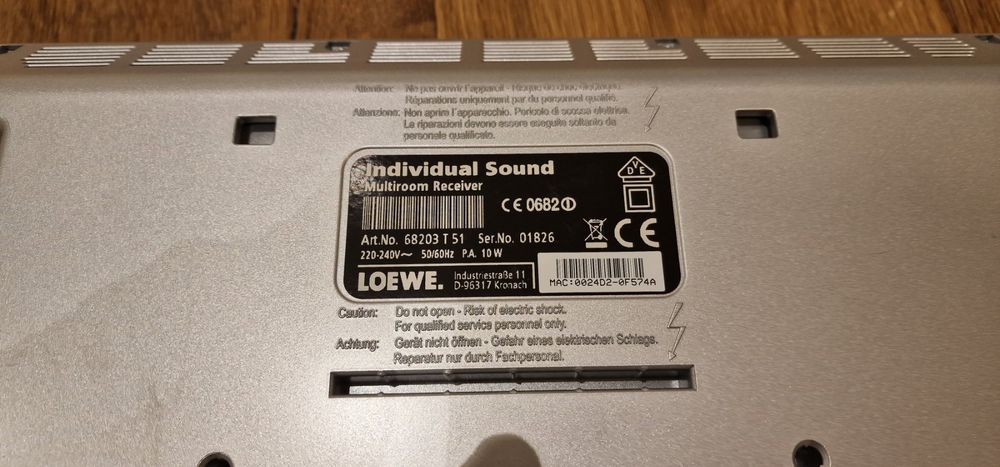 Attention: Ne pas ouvrir l'appareil - Risque de choc électrique.
Réparations uniquement par du personnel qualifié.
Attenzione: Non aprire l'apparecchio. Pericolo di scossa elettrica.
La riparazioni devono essere eseguite soltanto da
personale qualificato.
Individual Sound
Multiroom Receiver
CE 0682
VDE
Art.No. 68203 T 51 Ser.No. 01826
220-240V~ 50/60Hz P.A. 10 W
CE
LOEWE.
Industriestraße 11
D-96317 Kronach
MAC:0024D2-0F574A
Caution: Do not open - Risk of electric shock.
For qualified service personnel only.
Achtung: Gerät nicht öffnen - Gefahr eines elektrischen Schlags.
Reparatur nur durch Fachpersonal.